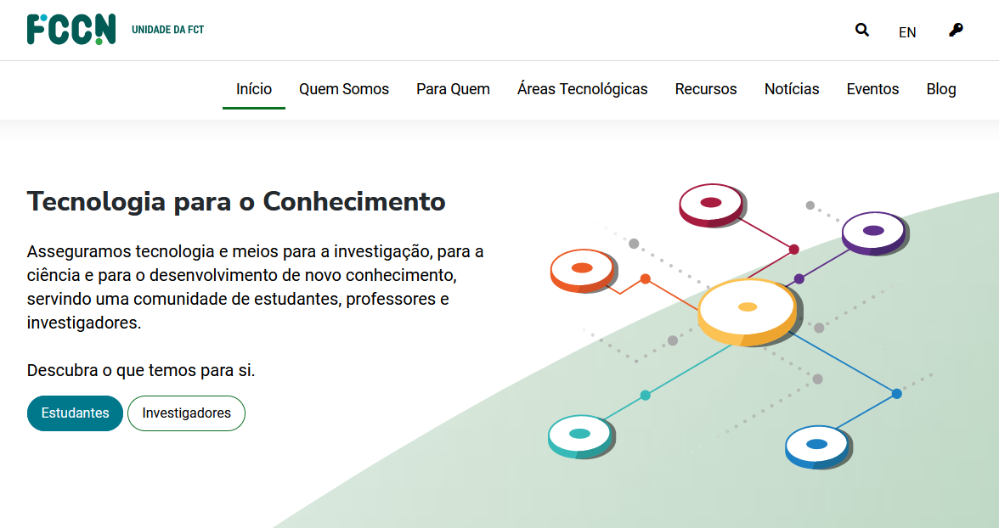 FCCN UNIDADE DA FCT
EN
Início Quem Somos Para Quem Áreas Tecnológicas Recursos Notícias Eventos Blog
Tecnologia para o Conhecimento
Asseguramos tecnologia e meios para a investigação, para a
ciência e para o desenvolvimento de novo conhecimento,
servindo uma comunidade de estudantes, professores e
investigadores.
Descubra o que temos para si.
Estudantes Investigadores